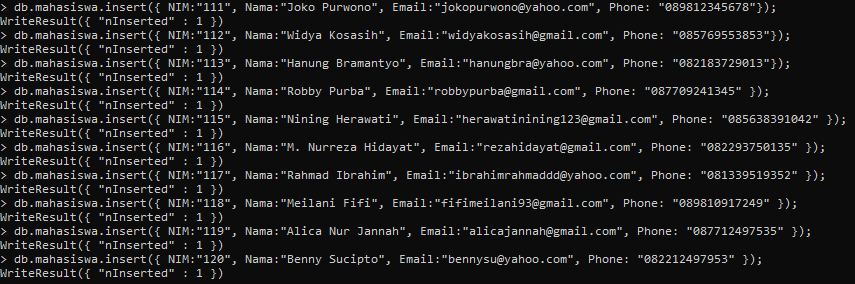 > db.mahasiswa.insert({ NIM:"111", Nama:"Joko Purwono", Email:"jokopurwono@yahoo.com", Phone: "089812345678"});
WriteResult({ "nInserted" : 1 })
> db.mahasiswa.insert({ NIM:"112", Nama:"Widya Kosasih", Email:"widyakosasih@gmail.com", Phone: "085769553853"});
WriteResult({ "nInserted" : 1 })
> db.mahasiswa.insert({ NIM:"113", Nama:"Hanung Bramantyo", Email:"hanungbra@yahoo.com", Phone: "082183729013"});
WriteResult({ "nInserted" : 1 })
> db.mahasiswa.insert({ NIM:"114", Nama:"Robby Purba", Email:"robbypurba@gmail.com", Phone: "087709241345" });
WriteResult({ "nInserted" : 1 })
> db.mahasiswa.insert({ NIM:"115", Nama:"Nining Herawati", Email:"herawatinining123@gmail.com", Phone: "085638391042" });
WriteResult({ "nInserted" : 1 })
> db.mahasiswa.insert({ NIM:"116", Nama:"M. Nurreza Hidayat", Email:"rezahidayat@gmail.com", Phone: "082293750135" });
WriteResult({ "nInserted" : 1 })
> db.mahasiswa.insert({ NIM:"117", Nama:"Rahmad Ibrahim", Email:"ibrahimrahmaddd@yahoo.com", Phone: "081339519352" });
WriteResult({ "nInserted" : 1 })
> db.mahasiswa.insert({ NIM:"118", Nama:"Meilani Fifi", Email:"fifimeilani93@gmail.com", Phone: "089810917249" });
WriteResult({ "nInserted" : 1 })
> db.mahasiswa.insert({ NIM:"119", Nama:"Alica Nur Jannah", Email:"alicajannah@gmail.com", Phone: "087712497535" });
WriteResult({ "nInserted" : 1 })
> db.mahasiswa.insert({ NIM:"120", Nama:"Benny Sucipto", Email:"bennysu@yahoo.com", Phone: "082212497953" });
WriteResult({ "nInserted" : 1 })